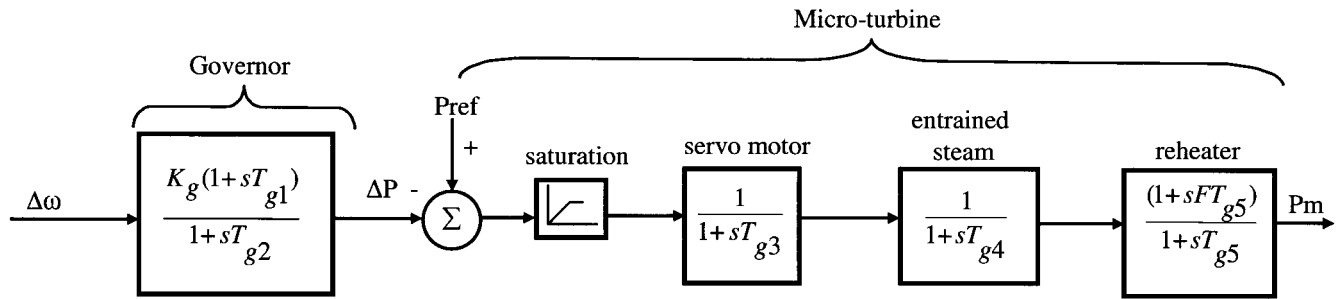 Micro-turbine
Governor
Pref
+
entrained
steam
servo motor
reheater
saturation
Δω
K_g(1+sT_g1)
1+sT_g2
ΔP -
Σ
1
1+sT_g3
1
1+sT_g4
(1+sFT_g5)
1+sT_g5
Pm